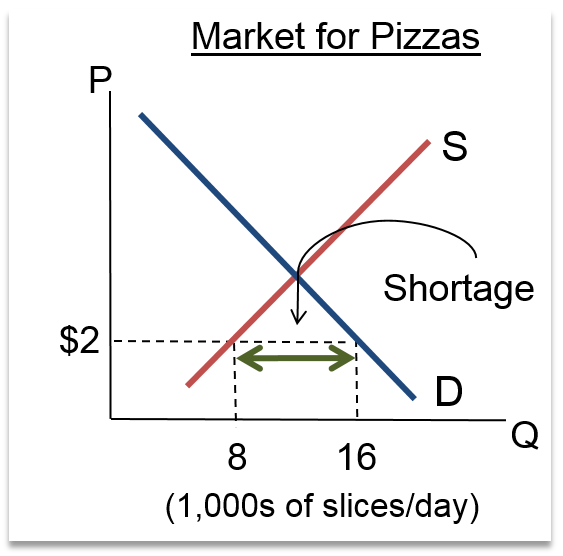 Market for Pizzas
P
S
Shortage
$2
D
Q
8
16
(1,000s of slices/day)